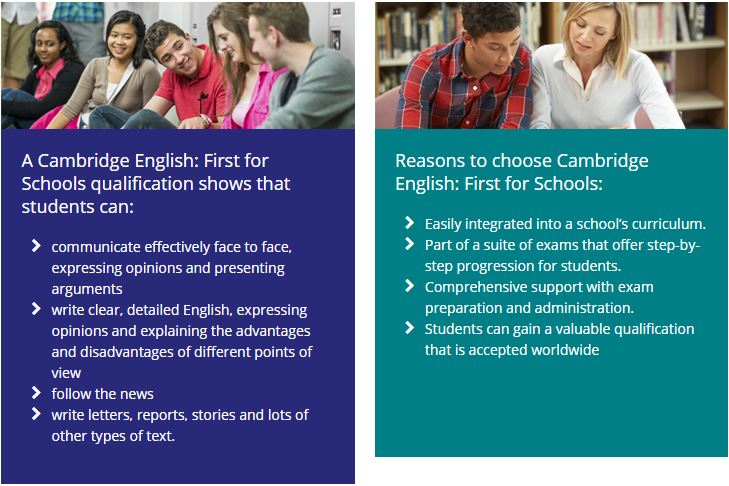 A Cambridge English: First for
Schools qualification shows that
students can:
communicate effectively face to face,
expressing opinions and presenting
arguments
write clear, detailed English, expressing
opinions and explaining the advantages
and disadvantages of different points of
view
follow the news
write letters, reports, stories and lots of
other types of text.
Reasons to choose Cambridge
English: First for Schools:
Easily integrated into a school's curriculum.
Part of a suite of exams that offer step-by-
step progression for students.
Comprehensive support with exam
preparation and administration.
Students can gain a valuable qualification
that is accepted worldwide